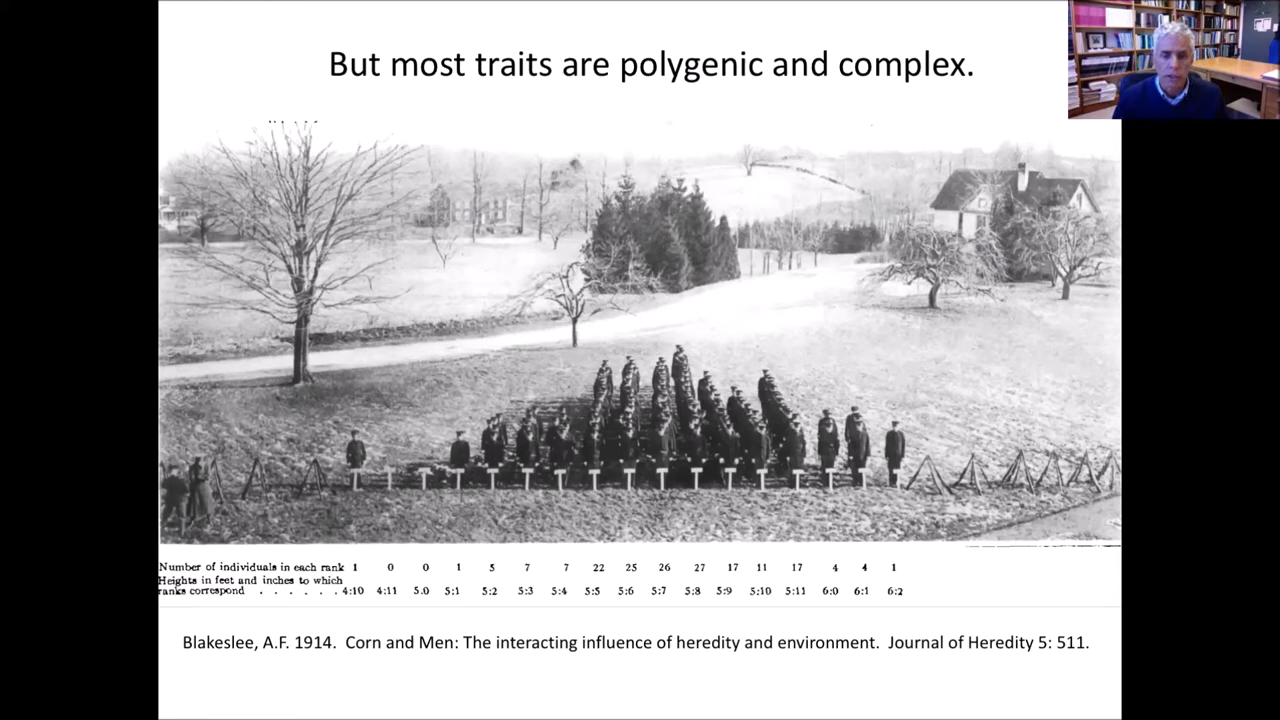 But most traits are polygenic and complex.
Number of individuals in each rank 1 0 0 1 5 7 7 22 25 26 27 17 11 17 4 4 1
Heights in feet and inches to which
ranks correspond . . . . . . 4:10 4:11 5.0 5:1 5:2 5:3 5:4 5:5 5:6 5:7 5:8 5:9 5:10 5:11 6:0 6:1 6:2
Blakeslee, A.F. 1914. Corn and Men: The interacting influence of heredity and environment. Journal of Heredity 5: 511.